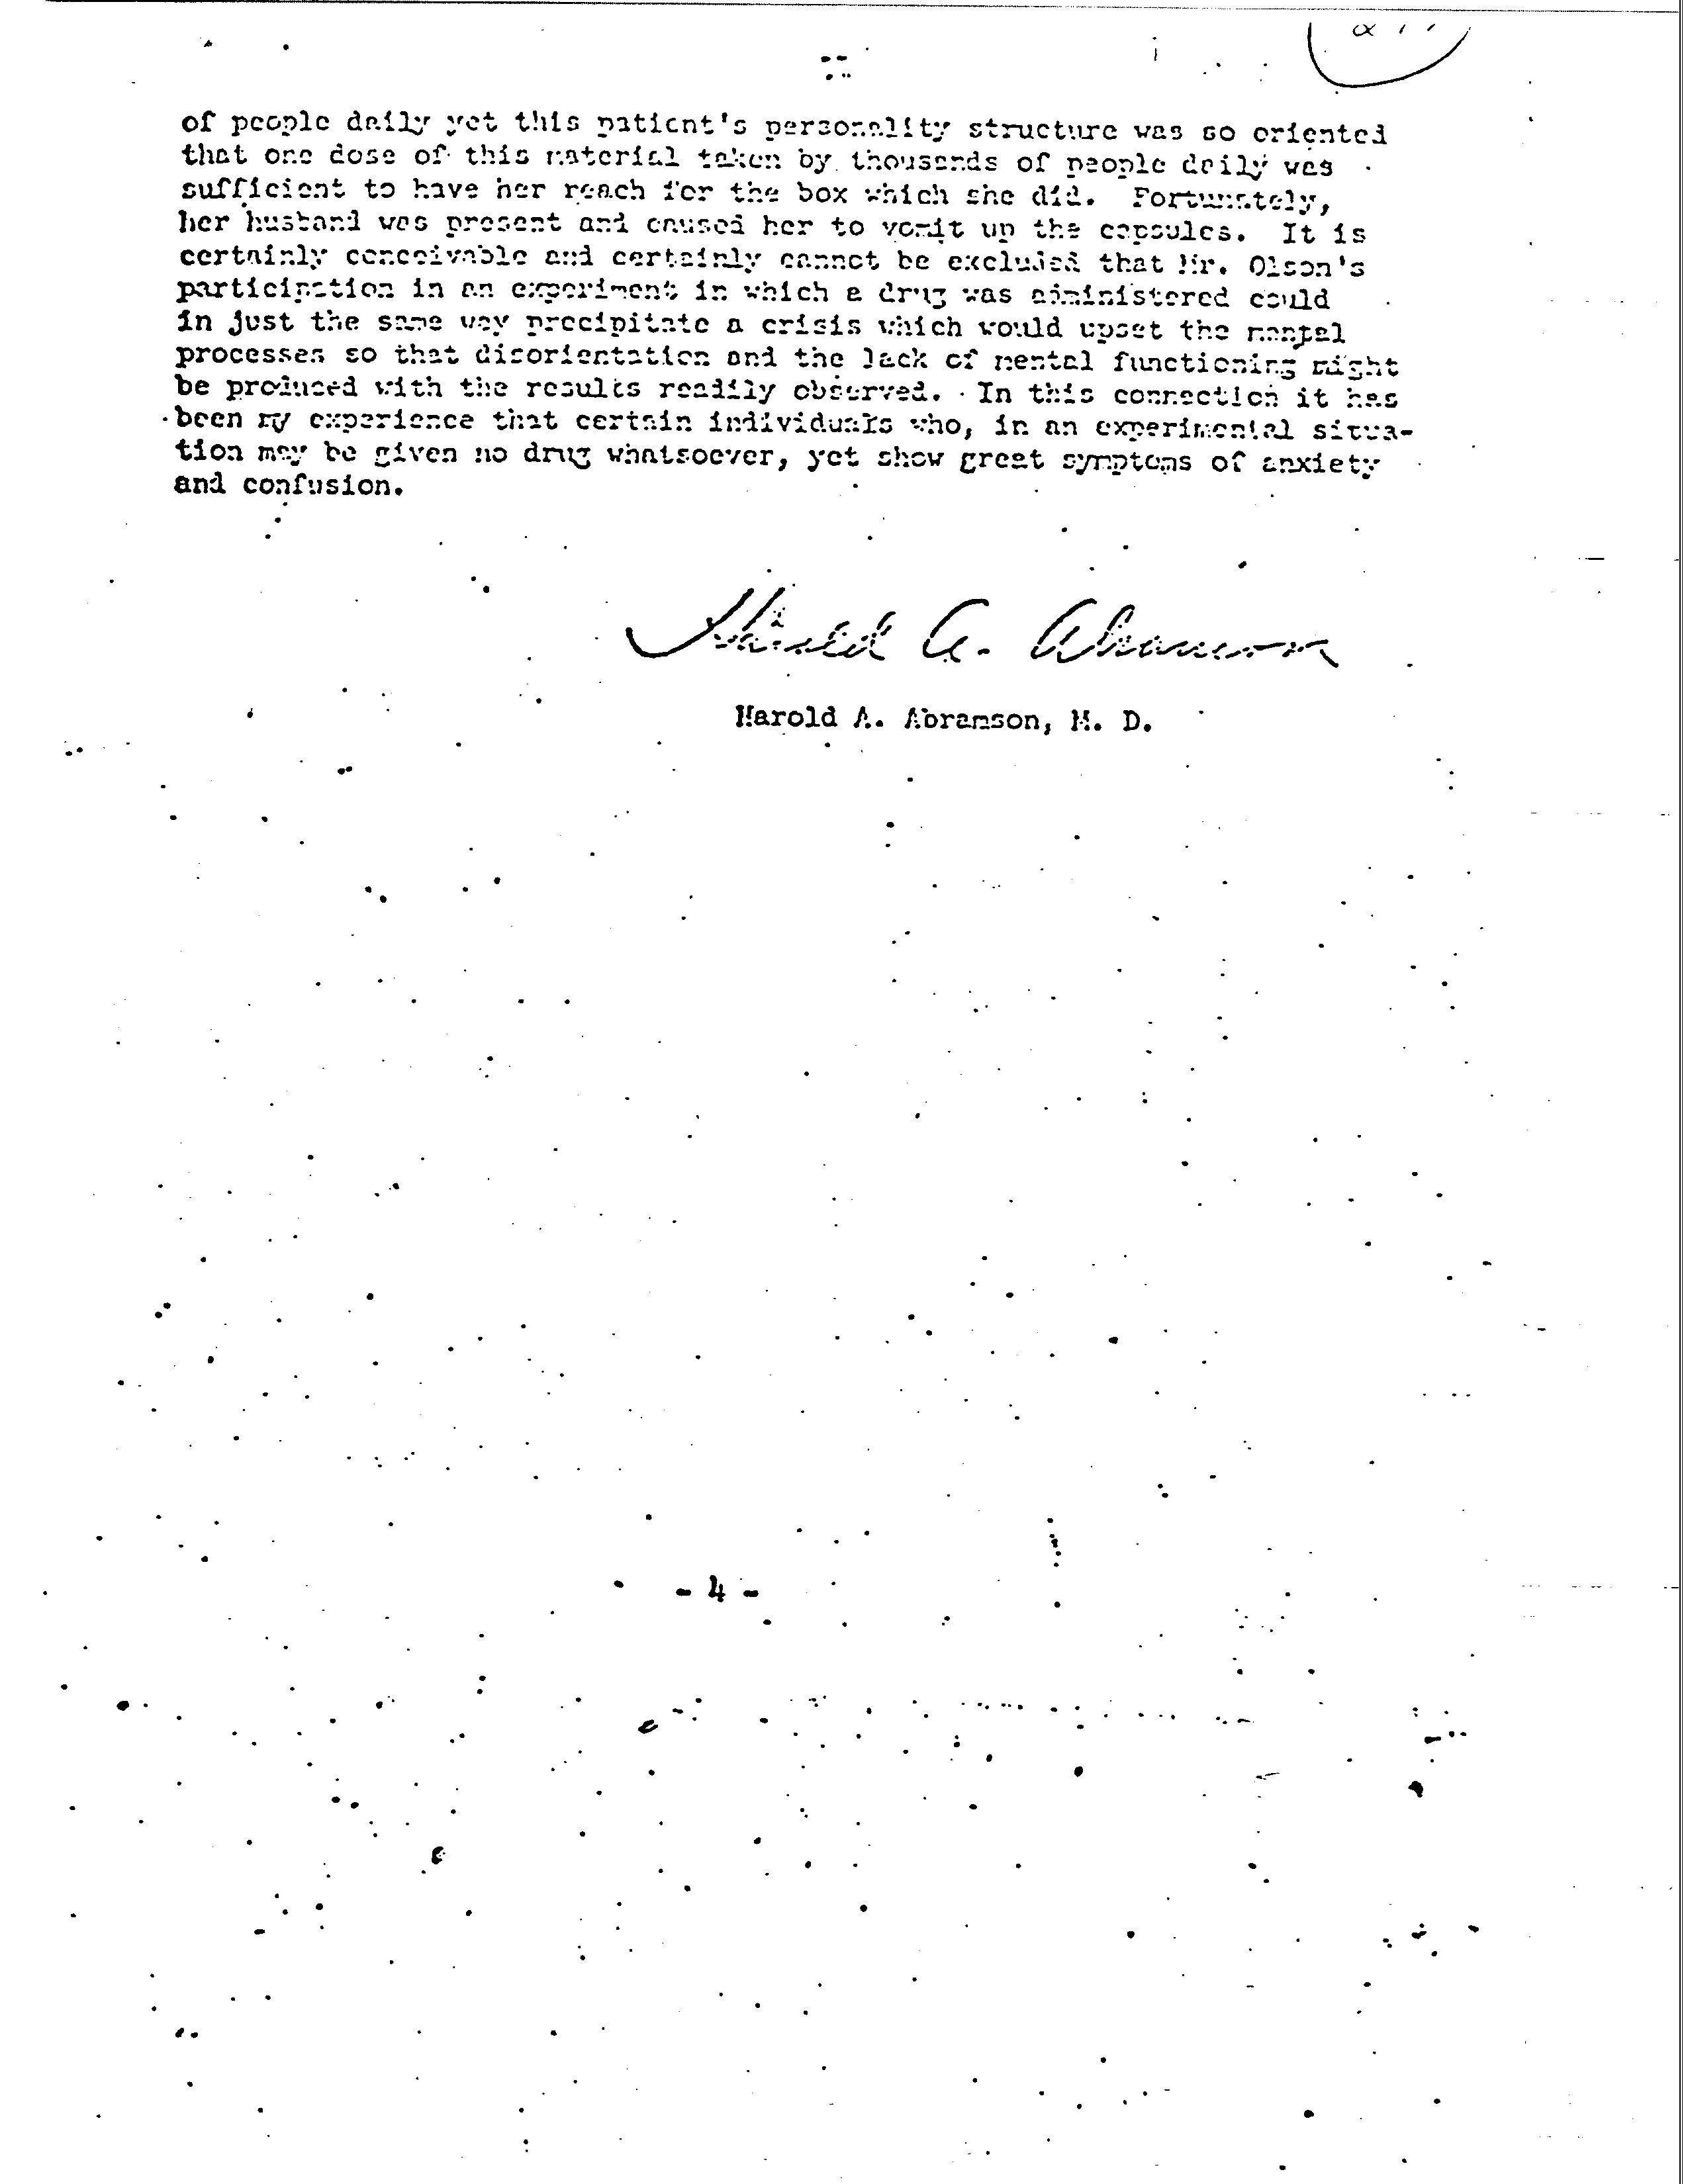 of people daily yet this patient's personality structure was so oriented
that one dose of this material taken by thousands of people daily was
sufficient to have her reach for the box which she did. Fortunately,
her husband was present and caused her to vomit up the capsules. It is
certainly conceivable and certainly cannot be excluded that Mr. Olson's
participation in an experiment in which a drug was administered could
in just the same way precipitate a crisis which would upset the mental
processes so that disorientation and the lack of mental functioning might
be produced with the results readily observed. In this connection it has
been my experience that certain individuals who, in an experimental situa-
tion may be given no drug whatsoever, yet show great symptoms of anxiety
and confusion.
Harold A. Abramson
Harold A. Abramson, M. D.
- 4 -